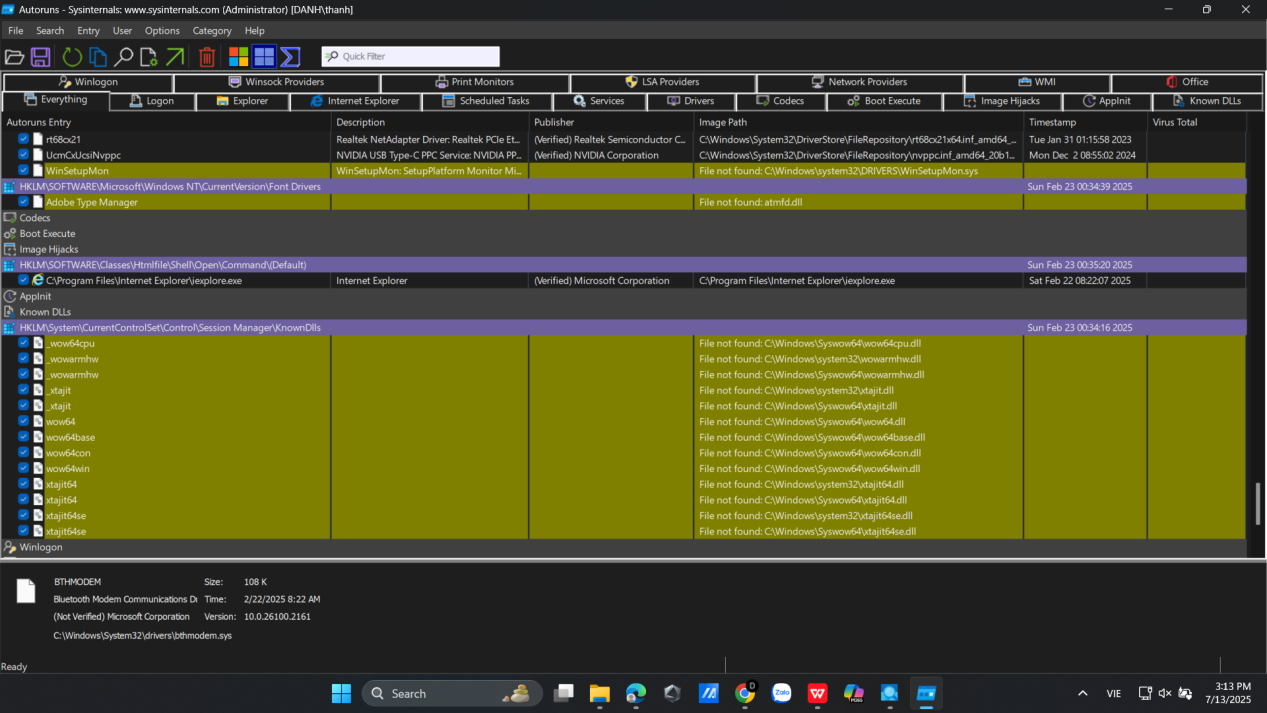 Autoruns - Sysinternals: www.sysinternals.com (Administrator) [DANH\thanh]
File Search Entry User Options Category Help
Quick Filter
Winlogon Winsock Providers Print Monitors LSA Providers Network Providers WMI Office
Everything Logon Explorer Internet Explorer Scheduled Tasks Services Drivers Codecs Boot Execute Image Hijacks AppInit Known DLLs
Autoruns Entry Description Publisher Image Path Timestamp Virus Total
rt68cx21 Realtek NetAdapter Driver: Realtek PCIe Et... (Verified) Realtek Semiconductor C... C:\Windows\System32\DriverStore\FileRepository\rt68cx21x64.inf_amd64_... Tue Jan 31 01:15:58 2023
UcmCxUcsiNvppc NVIDIA USB Type-C PPC Service: NVIDIA PP... (Verified) NVIDIA Corporation C:\Windows\System32\DriverStore\FileRepository\nvppc.inf_amd64_20b1... Mon Dec 2 08:55:02 2024
WinSetupMon WinSetupMon: SetupPlatform Monitor Mi... File not found: C:\Windows\system32\DRIVERS\WinSetupMon.sys
HKLM\SOFTWARE\Microsoft\Windows NT\CurrentVersion\Font Drivers Sun Feb 23 00:34:39 2025
Adobe Type Manager File not found: atmfd.dll
Codecs
Boot Execute
Image Hijacks
HKLM\SOFTWARE\Classes\Htmlfile\Shell\Open\Command\(Default) Sun Feb 23 00:35:20 2025
C:\Program Files\Internet Explorer\iexplore.exe Internet Explorer (Verified) Microsoft Corporation C:\Program Files\Internet Explorer\iexplore.exe Sat Feb 22 08:22:07 2025
AppInit
Known DLLs
HKLM\System\CurrentControlSet\Control\Session Manager\KnownDlls Sun Feb 23 00:34:16 2025
_wow64cpu File not found: C:\Windows\Syswow64\wow64cpu.dll
_wowarmhw File not found: C:\Windows\system32\wowarmhw.dll
_wowarmhw File not found: C:\Windows\Syswow64\wowarmhw.dll
_xtajit File not found: C:\Windows\system32\xtajit.dll
_xtajit File not found: C:\Windows\Syswow64\xtajit.dll
wow64 File not found: C:\Windows\Syswow64\wow64.dll
wow64base File not found: C:\Windows\Syswow64\wow64base.dll
wow64con File not found: C:\Windows\Syswow64\wow64con.dll
wow64win File not found: C:\Windows\Syswow64\wow64win.dll
xtajit64 File not found: C:\Windows\system32\xtajit64.dll
xtajit64 File not found: C:\Windows\Syswow64\xtajit64.dll
xtajit64se File not found: C:\Windows\system32\xtajit64se.dll
xtajit64se File not found: C:\Windows\Syswow64\xtajit64se.dll
Winlogon
BTHMODEM Size: 108 K
Bluetooth Modem Communications Dr Time: 2/22/2025 8:22 AM
(Not Verified) Microsoft Corporation Version: 10.0.26100.2161
C:\Windows\System32\drivers\bthmodem.sys
Ready
Search D Zalo VIE 3:13 PM
7/13/2025